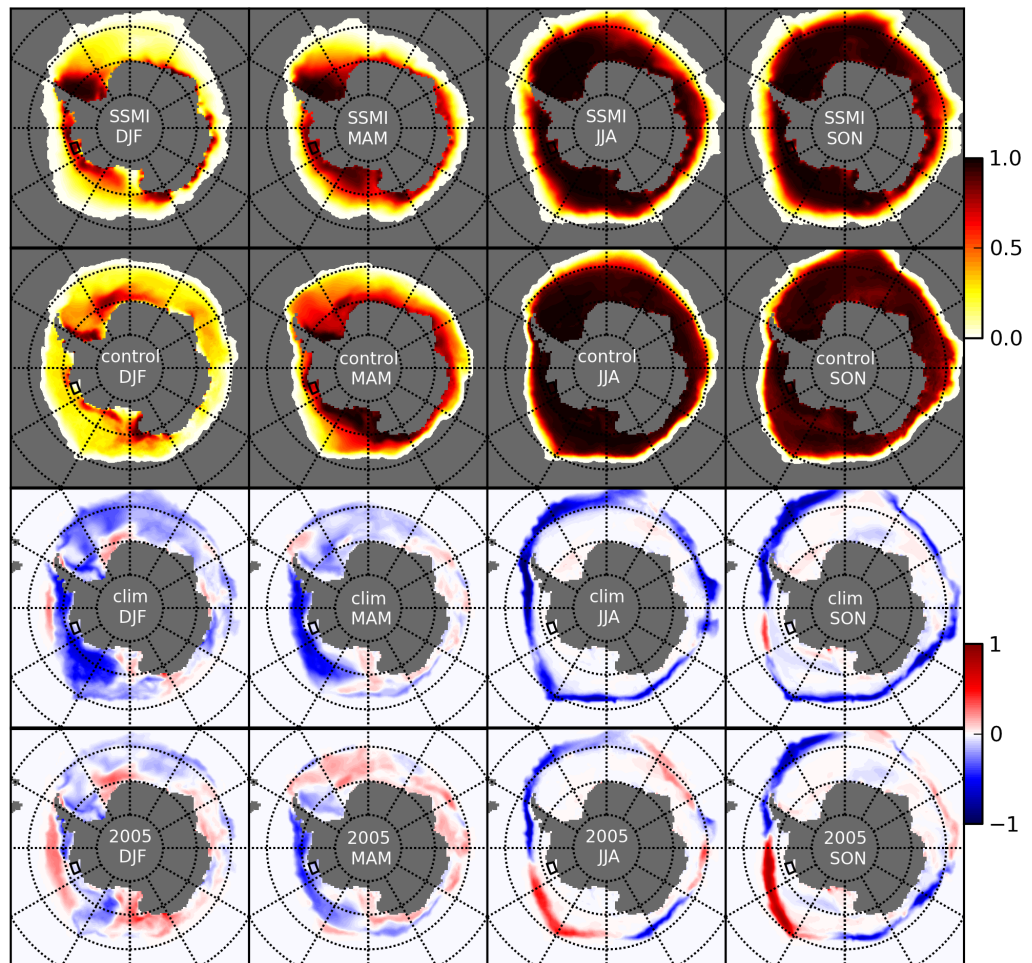 SSMI
DJF
SSMI
MAM
SSMI
JJA
SSMI
SON
1.0
0.5
0.0
control
DJF
control
MAM
control
JJA
control
SON
clim
DJF
clim
MAM
clim
JJA
clim
SON
1
0
−1
2005
DJF
2005
MAM
2005
JJA
2005
SON